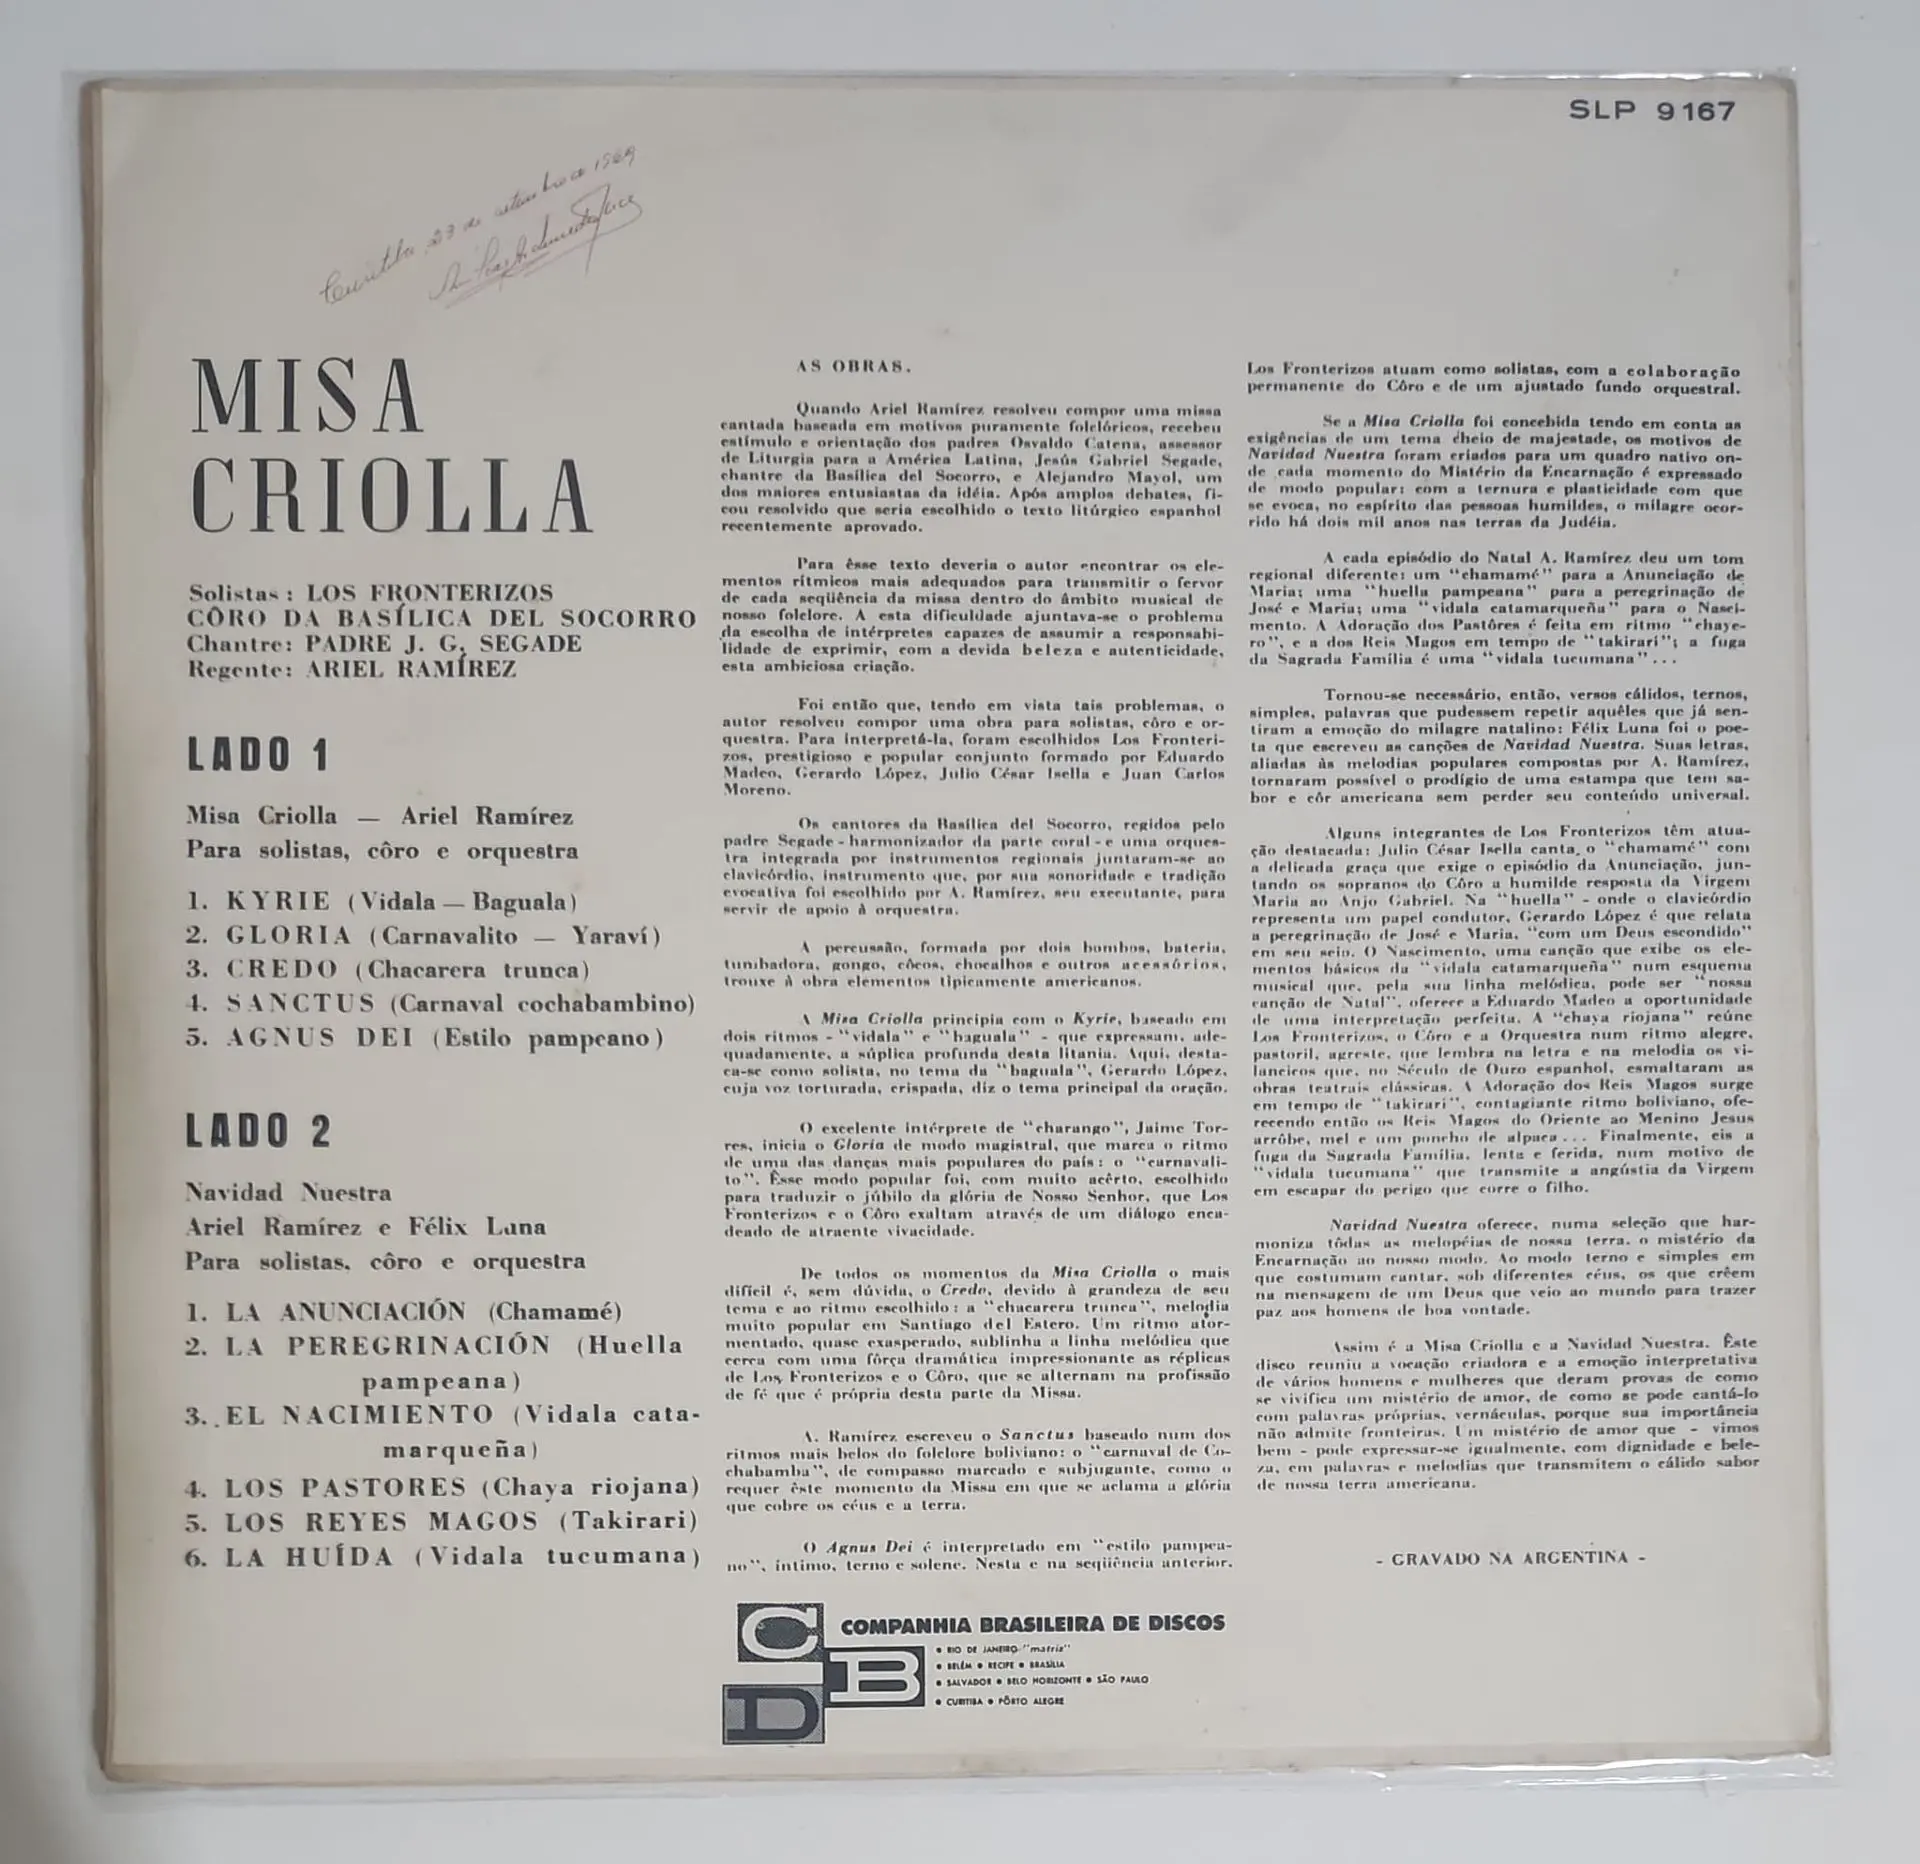 SLP 9167
Curitiba, 23 de setembro de 1969
MISA
CRIOLLA
Solistas: LOS FRONTERIZOS
CÔRO DA BASÍLICA DEL SOCORRO
Chantre: PADRE J. G. SEGADE
Regente: ARIEL RAMÍREZ
LADO 1
Misa Criolla — Ariel Ramírez
Para solistas, côro e orquestra
1. KYRIE (Vidala — Baguala)
2. GLORIA (Carnavalito — Yaraví)
3. CREDO (Chacarera trunca)
4. SANCTUS (Carnaval cochabambino)
5. AGNUS DEI (Estilo pampeano)
LADO 2
Navidad Nuestra
Ariel Ramírez e Félix Luna
Para solistas, côro e orquestra
1. LA ANUNCIACIÓN (Chamamé)
2. LA PEREGRINACIÓN (Huella
pampeana)
3. EL NACIMIENTO (Vidala cata-
marqueña)
4. LOS PASTORES (Chaya riojana)
5. LOS REYES MAGOS (Takirari)
6. LA HUÍDA (Vidala tucumana)
AS OBRAS.
Quando Ariel Ramírez resolveu compor uma missa
cantada baseada em motivos puramente folclóricos, recebeu
estímulo e orientação dos padres Osvaldo Catena, assessor
de Liturgia para a América Latina, Jesús Gabriel Segade,
chantre da Basílica del Socorro, e Alejandro Mayol, um
dos maiores entusiastas da idéia. Após amplos debates, fi-
cou resolvido que seria escolhido o texto litúrgico espanhol
recentemente aprovado.
Para êsse texto deveria o autor encontrar os ele-
mentos rítmicos mais adequados para transmitir o fervor
de cada seqüência da missa dentro do âmbito musical de
nosso folclore. A esta dificuldade ajuntava-se o problema
da escolha de intérpretes capazes de assumir a responsabi-
lidade de exprimir, com a devida beleza e autenticidade,
esta ambiciosa criação.
Foi então que, tendo em vista tais problemas, o
autor resolveu compor uma obra para solistas, côro e or-
questra. Para interpretá-la, foram escolhidos Los Fronteri-
zos, prestigioso e popular conjunto formado por Eduardo
Madeo, Gerardo López, Julio César Isella e Juan Carlos
Moreno.
Os cantores da Basílica del Socorro, regidos pelo
padre Segade - harmonizador da parte coral - e uma orques-
tra integrada por instrumentos regionais juntaram-se ao
clavicórdio, instrumento que, por sua sonoridade e tradição
evocativa foi escolhido por A. Ramírez, seu executante, para
servir de apoio à orquestra.
A percussão, formada por dois bombos, bateria,
tumbadora, gongo, côcos, chocalhos e outros acessórios,
trouxe à obra elementos tìpicamente americanos.
A Misa Criolla principia com o Kyrie, baseado em
dois ritmos - "vidala" e "baguala" - que expressam, ade-
quadamente, a súplica profunda desta litania. Aqui, desta-
ca-se como solista, no tema da "baguala", Gerardo López,
cuja voz torturada, crispada, diz o tema principal da oração.
O excelente intérprete de "charango", Jaime Tor-
res, inicia o Gloria de modo magistral, que marca o ritmo
de uma das danças mais populares do país: o "carnavali-
to". Êsse modo popular foi, com muito acêrto, escolhido
para traduzir o júbilo da glória de Nosso Senhor, que Los
Fronterizos e o Côro exaltam através de um diálogo enca-
deado de atraente vivacidade.
De todos os momentos da Misa Criolla o mais
difícil é, sem dúvida, o Credo, devido à grandeza de seu
tema e ao ritmo escolhido: a "chacarera trunca", melodia
muito popular em Santiago del Estero. Um ritmo ator-
mentado, quase exasperado, sublinha a linha melódica que
cerca com uma fôrça dramática impressionante as réplicas
de Los Fronterizos e o Côro, que se alternam na profissão
de fé que é própria desta parte da Missa.
A. Ramírez escreveu o Sanctus baseado num dos
ritmos mais belos do folclore boliviano: o "carnaval de Co-
chabamba", de compasso marcado e subjugante, como o
requer êste momento da Missa em que se aclama a glória
que cobre os céus e a terra.
O Agnus Dei é interpretado em "estilo pampea-
no", íntimo, terno e solene. Nesta e na seqüência anterior,
Los Fronterizos atuam como solistas, com a colaboração
permanente do Côro e de um ajustado fundo orquestral.
Se a Misa Criolla foi concebida tendo em conta as
exigências de um tema cheio de majestade, os motivos de
Navidad Nuestra foram criados para um quadro nativo on-
de cada momento do Mistério da Encarnação é expressado
de modo popular: com a ternura e plasticidade com que
se evoca, no espírito das pessoas humildes, o milagre ocor-
rido há dois mil anos nas terras da Judéia.
A cada episódio do Natal A. Ramírez deu um tom
regional diferente: um "chamamé" para a Anunciação de
Maria; uma "huella pampeana" para a peregrinação de
José e Maria; uma "vidala catamarqueña" para o Nasci-
mento. A Adoração dos Pastôres é feita em ritmo "chaye-
ro", e a dos Reis Magos em tempo de "takirari"; a fuga
da Sagrada Família é uma "vidala tucumana"...
Tornou-se necessário, então, versos cálidos, ternos,
simples, palavras que pudessem repetir aquêles que já sen-
tiram a emoção do milagre natalino: Félix Luna foi o poe-
ta que escreveu as canções de Navidad Nuestra. Suas letras,
aliadas às melodias populares compostas por A. Ramírez,
tornaram possível o prodígio de uma estampa que tem sa-
bor e côr americana sem perder seu conteúdo universal.
Alguns integrantes de Los Fronterizos têm atua-
ção destacada: Julio César Isella canta o "chamamé" com
a delicada graça que exige o episódio da Anunciação, jun-
tando os sopranos do Côro a humilde resposta da Virgem
Maria ao Anjo Gabriel. Na "huella" - onde o clavicórdio
representa um papel condutor, Gerardo López é que relata
a peregrinação de José e Maria, "com um Deus escondido"
em seu seio. O Nascimento, uma canção que exibe os ele-
mentos básicos da "vidala catamarqueña" num esquema
musical que, pela sua linha melódica, pode ser "nossa
canção de Natal", oferece a Eduardo Madeo a oportunidade
de uma interpretação perfeita. A "chaya riojana" reúne
Los Fronterizos, o Côro e a Orquestra num ritmo alegre,
pastoril, agreste, que lembra na letra e na melodia os vi-
lancicos que, no Século de Ouro espanhol, esmaltaram as
obras teatrais clássicas. A Adoração dos Reis Magos surge
em tempo de "takirari", contagiante ritmo boliviano, ofe-
recendo então os Reis Magos do Oriente ao Menino Jesus
arrôbe, mel e um poncho de alpaca... Finalmente, eis a
fuga da Sagrada Família, lenta e ferida, num motivo de
"vidala tucumana" que transmite a angústia da Virgem
em escapar do perigo que corre o filho.
Navidad Nuestra oferece, numa seleção que har-
moniza tôdas as melopéias de nossa terra, o mistério da
Encarnação ao nosso modo. Ao modo terno e simples em
que costumam cantar, sob diferentes céus, os que crêem
na mensagem de um Deus que veio ao mundo para trazer
paz aos homens de boa vontade.
Assim é a Misa Criolla e a Navidad Nuestra. Êste
disco reuniu a vocação criadora e a emoção interpretativa
de vários homens e mulheres que deram provas de como
se vivifica um mistério de amor, de como se pode cantá-lo
com palavras próprias, vernáculas, porque sua importância
não admite fronteiras. Um mistério de amor que - vimos
bem - pode expressar-se igualmente, com dignidade e bele-
za, em palavras e melodias que transmitem o cálido sabor
de nossa terra americana.
- GRAVADO NA ARGENTINA -
CBD
COMPANHIA BRASILEIRA DE DISCOS
• RIO DE JANEIRO "matriz"
• BELÉM • RECIFE • BRASÍLIA
• SALVADOR • BELO HORIZONTE • SÃO PAULO
• CURITIBA • PÔRTO ALEGRE